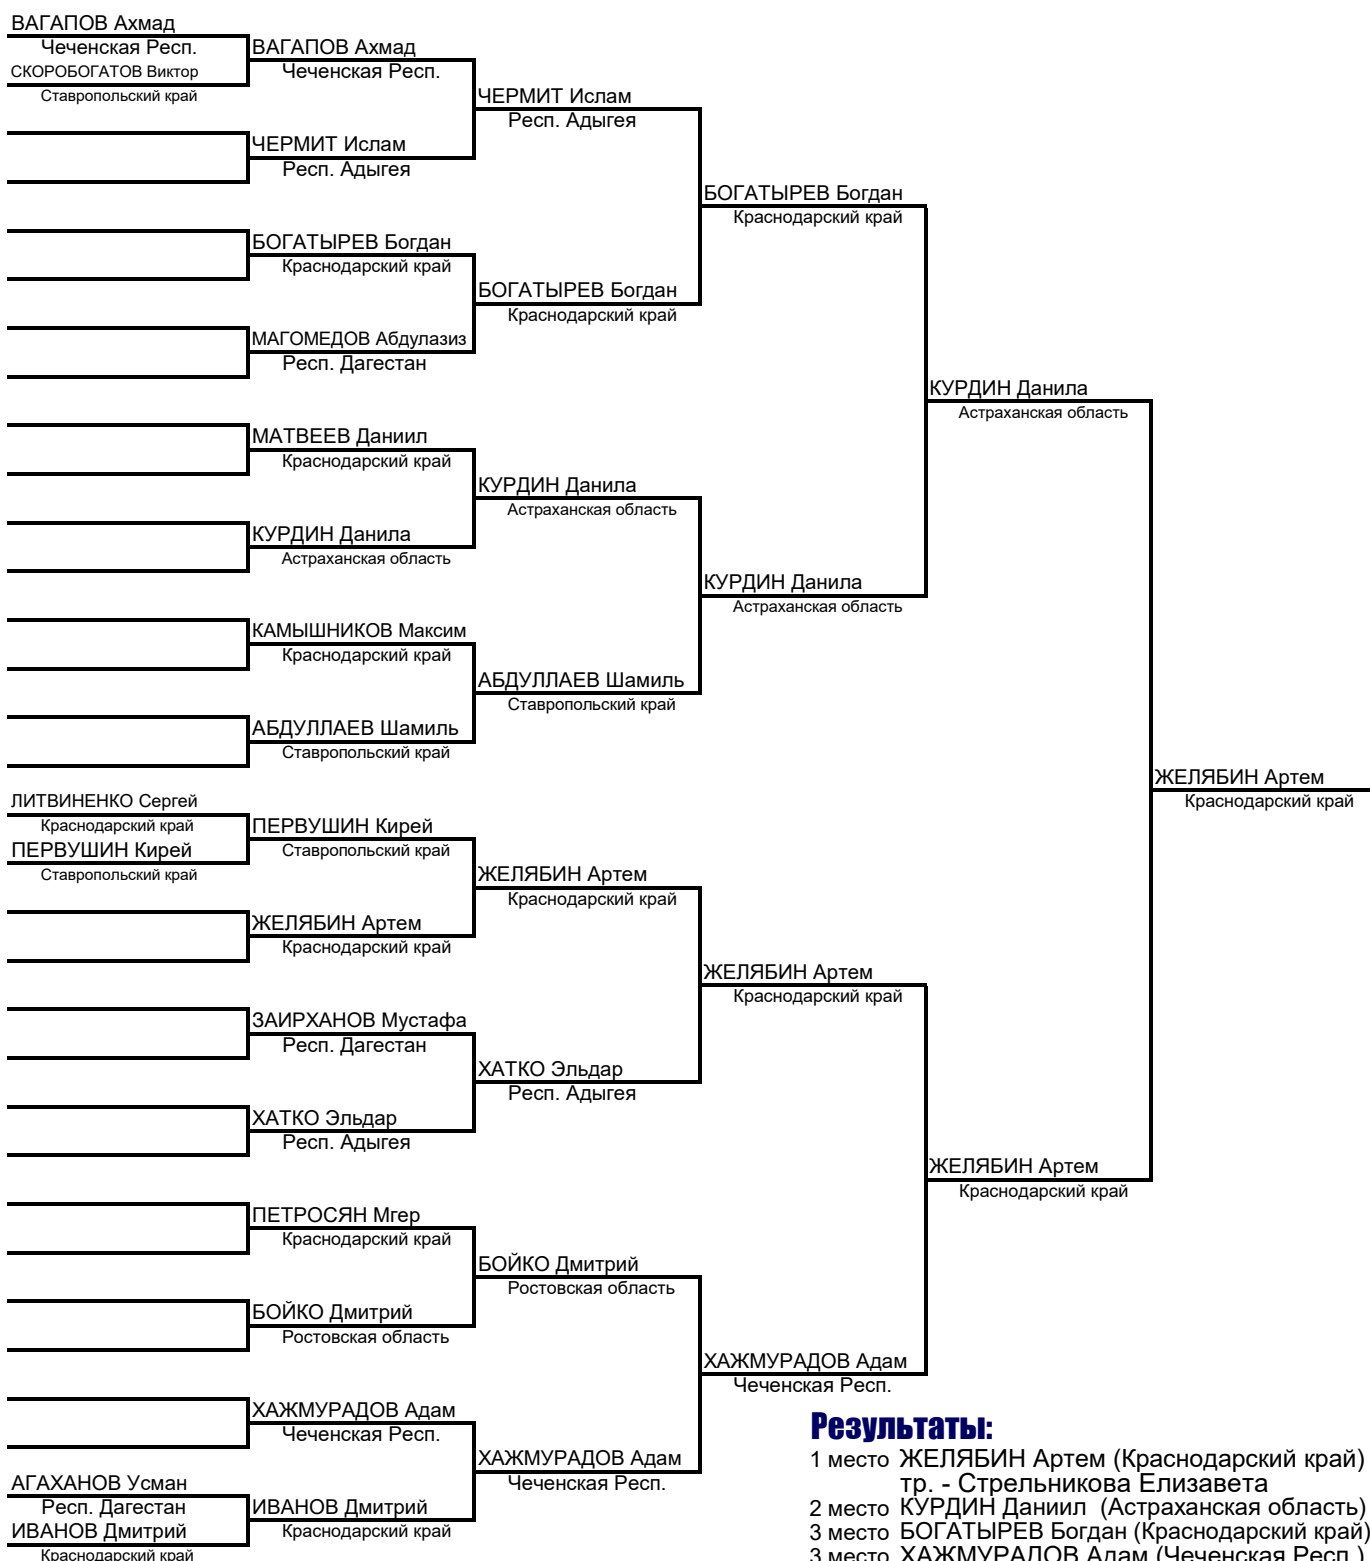 ВАГАПОВ Ахмад
Чеченская Респ.
СКОРОБОГАТОВ Виктор
Ставропольский край
ЛИТВИНЕНКО Сергей
Краснодарский край
ПЕРВУШИН Кирей
Ставропольский край
АГАХАНОВ Усман
Респ. Дагестан
ИВАНОВ Дмитрий
Краснодарский край
ВАГАПОВ Ахмад
Чеченская Респ.
ЧЕРМИТ Ислам
Респ. Адыгея
БОГАТЫРЕВ Богдан
Краснодарский край
МАГОМЕДОВ Абдулазиз
Респ. Дагестан
МАТВЕЕВ Даниил
Краснодарский край
КУРДИН Данила
Астраханская область
КАМЫШНИКОВ Максим
Краснодарский край
АБДУЛЛАЕВ Шамиль
Ставропольский край
ПЕРВУШИН Кирей
Ставропольский край
ЖЕЛЯБИН Артем
Краснодарский край
ЗАИРХАНОВ Мустафа
Респ. Дагестан
ХАТКО Эльдар
Респ. Адыгея
ПЕТРОСЯН Мгер
Краснодарский край
БОЙКО Дмитрий
Ростовская область
ХАЖМУРАДОВ Адам
Чеченская Респ.
ИВАНОВ Дмитрий
Краснодарский край
ЧЕРМИТ Ислам
Респ. Адыгея
БОГАТЫРЕВ Богдан
Краснодарский край
КУРДИН Данила
Астраханская область
АБДУЛЛАЕВ Шамиль
Ставропольский край
ЖЕЛЯБИН Артем
Краснодарский край
ХАТКО Эльдар
Респ. Адыгея
БОЙКО Дмитрий
Ростовская область
ХАЖМУРАДОВ Адам
Чеченская Респ.
БОГАТЫРЕВ Богдан
Краснодарский край
КУРДИН Данила
Астраханская область
ЖЕЛЯБИН Артем
Краснодарский край
ХАЖМУРАДОВ Адам
Чеченская Респ.
КУРДИН Данила
Астраханская область
ЖЕЛЯБИН Артем
Краснодарский край
ЖЕЛЯБИН Артем
Краснодарский край
Результаты:
1 место ЖЕЛЯБИН Артем (Краснодарский край)
тр. - Стрельникова Елизавета
2 место КУРДИН Даниил (Астраханская область)
3 место БОГАТЫРЕВ Богдан (Краснодарский край)
3 место ХАЖМУРАДОВ Адам (Чеченская Респ.)